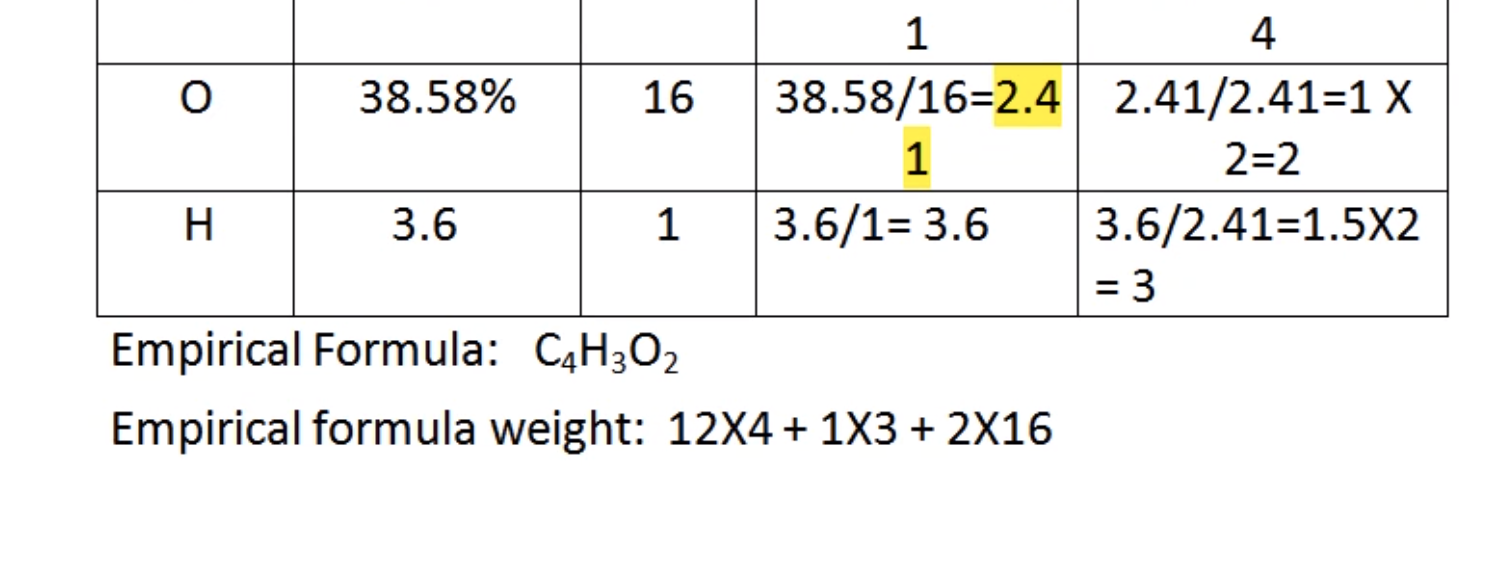 1 4
O 38.58% 16 38.58/16=2.4 2.41/2.41=1 X
1 2=2
H 3.6 1 3.6/1= 3.6 3.6/2.41=1.5X2
= 3
Empirical Formula: C₄H₃O₂
Empirical formula weight: 12X4 + 1X3 + 2X16